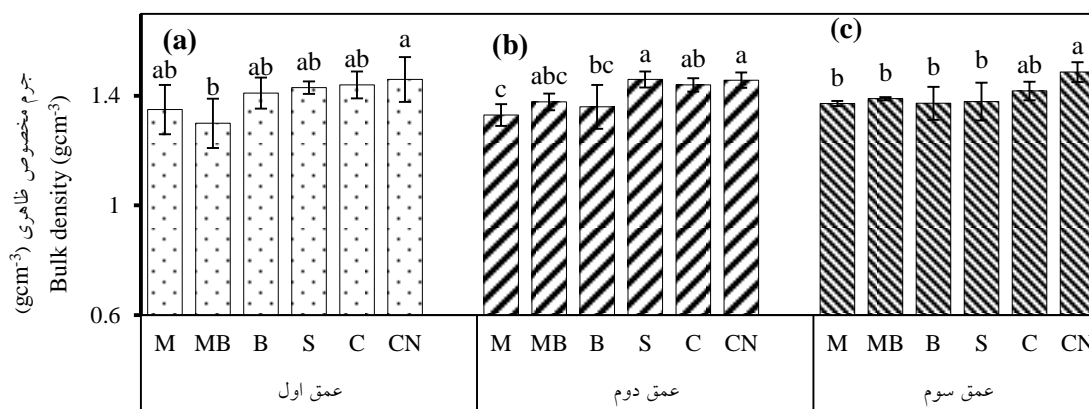 (a)
(b)
(c)
ab b ab ab ab a
c abc bc a ab a
b b b b ab a
جرم مخصوص ظاهری (gcm-3)
Bulk density (gcm-3)
1.4
1
0.6
M MB B S C CN
M MB B S C CN
M MB B S C CN
عمق اول
عمق دوم
عمق سوم